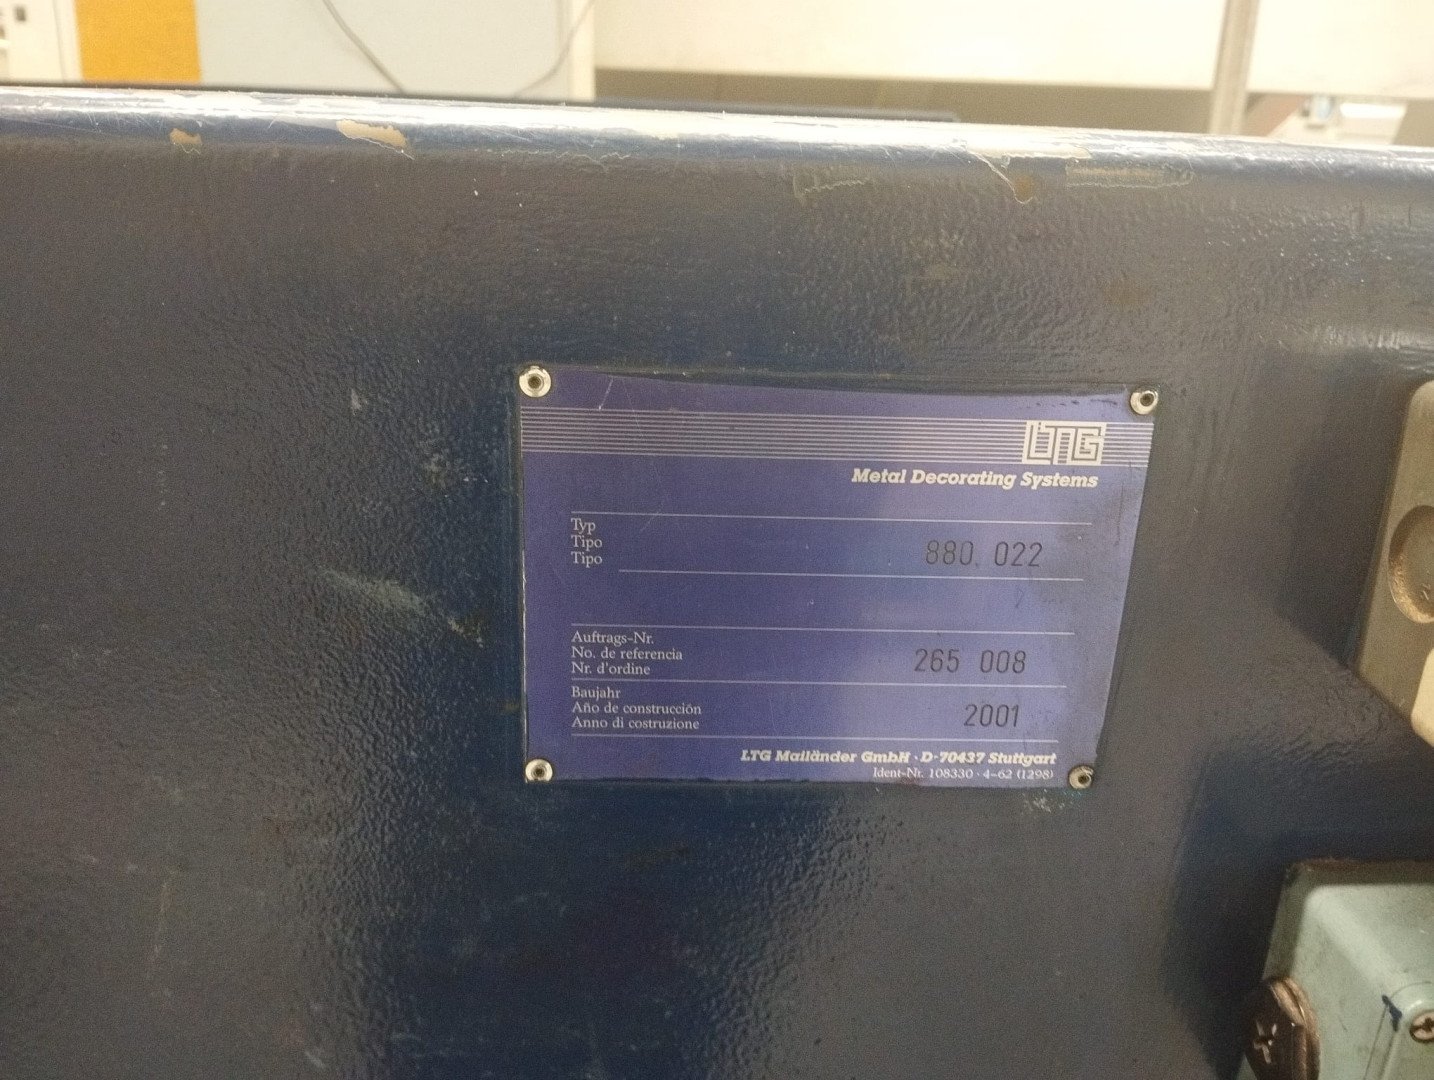 LTG
Metal Decorating Systems
Typ
Tipo
Tipo
880.022
Auftrags-Nr.
No. de referencia
Nr. d'ordine
265 008
Baujahr
Año de construcción
Anno di costruzione
2001
LTG Mailänder GmbH · D-70437 Stuttgart
Ident-Nr. 108330 · 4-62 (1298)